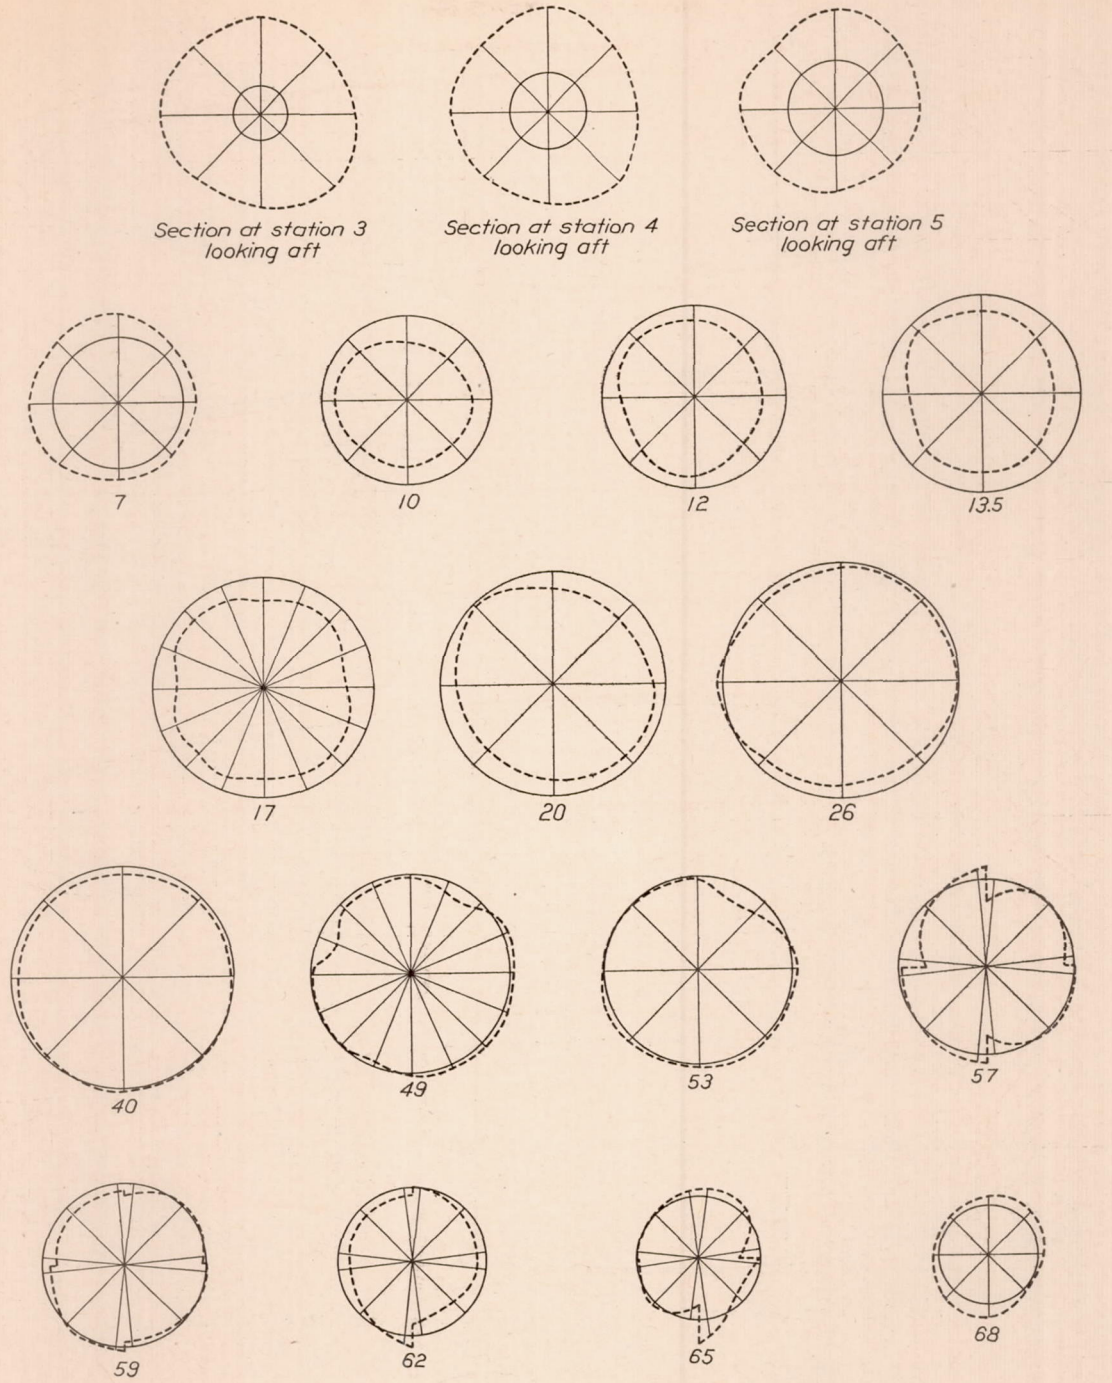 Section at station 3
looking aft
Section at station 4
looking aft
Section at station 5
looking aft
7
10
12
13.5
17
20
26
40
49
53
57
59
62
65
68